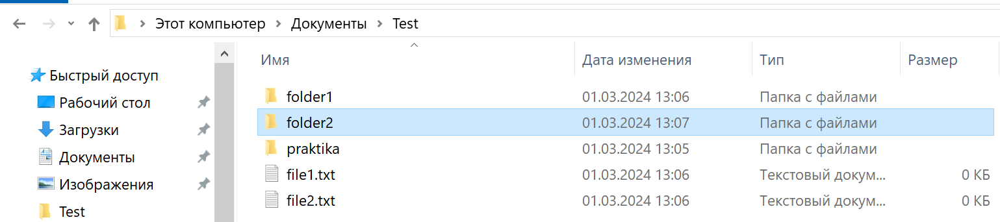 Этот компьютер Документы Test
Имя Дата изменения Тип Размер
Быстрый доступ
Рабочий стол
Загрузки
Документы
Изображения
Test
folder1 01.03.2024 13:06 Папка с файлами
folder2 01.03.2024 13:07 Папка с файлами
praktika 01.03.2024 13:05 Папка с файлами
file1.txt 01.03.2024 13:06 Текстовый докум... 0 КБ
file2.txt 01.03.2024 13:06 Текстовый докум... 0 КБ